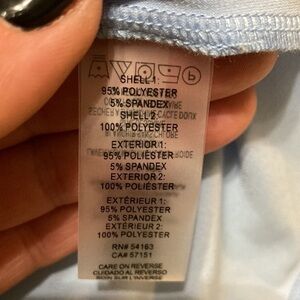 SHELL 1:
95% POLYESTER
5% SPANDEX
SHELL 2:
100% POLYESTER
EXTERIOR 1:
95% POLIÉSTER
5% SPANDEX
EXTERIOR 2:
100% POLIÉSTER
EXTÉRIEUR 1:
95% POLYESTER
5% SPANDEX
EXTÉRIEUR 2:
100% POLYESTER
RN# 54163
CA# 57151
CARE ON REVERSE
CUIDADO AL REVERSO